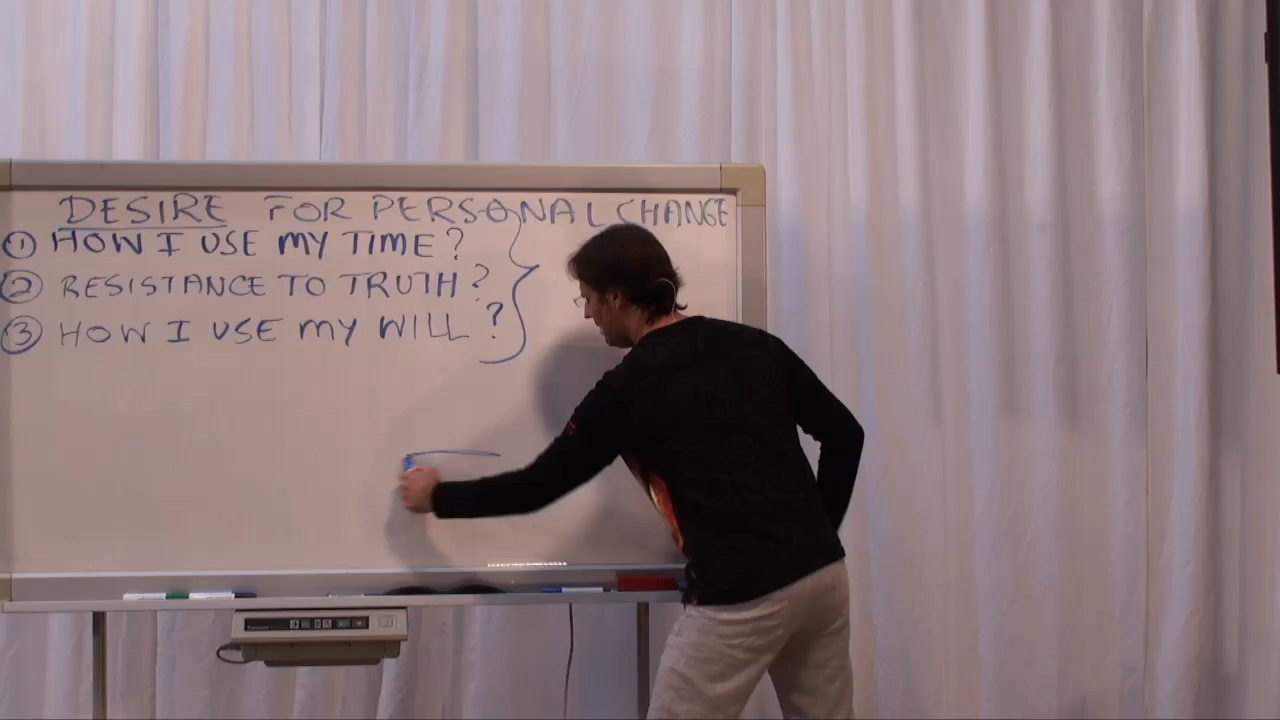 DESIRE FOR PERSONAL CHANGE
① HOW I USE MY TIME?
② RESISTANCE TO TRUTH?
③ HOW I USE MY WILL?